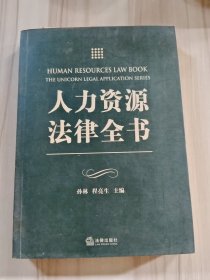 HUMAN RESOURCES LAW BOOK
THE UNICORN LEGAL APPLICATION SERIES
人力资源
法律全书
孙林 程亮生 主编
法律出版社